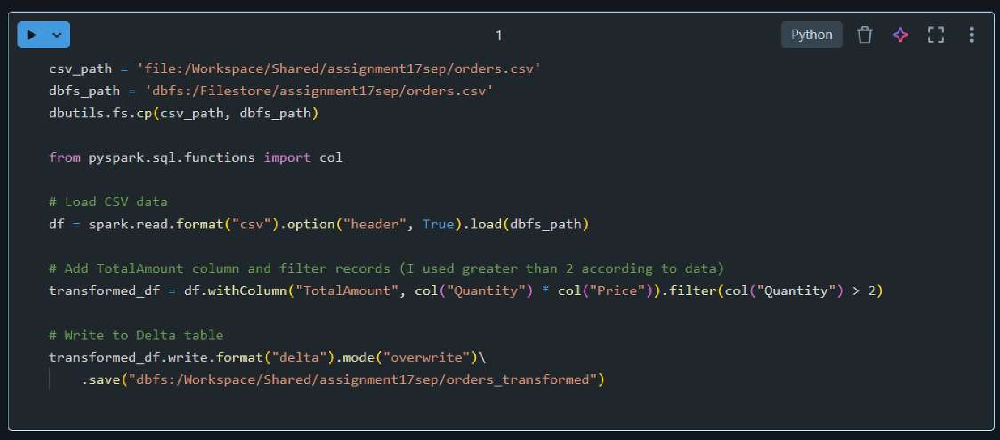 1
Python
csv_path = 'file:/Workspace/Shared/assignment17sep/orders.csv'
dbfs_path = 'dbfs:/Filestore/assignment17sep/orders.csv'
dbutils.fs.cp(csv_path, dbfs_path)
from pyspark.sql.functions import col
# Load CSV data
df = spark.read.format("csv").option("header", True).load(dbfs_path)
# Add TotalAmount column and filter records (I used greater than 2 according to data)
transformed_df = df.withColumn("TotalAmount", col("Quantity") * col("Price")).filter(col("Quantity") > 2)
# Write to Delta table
transformed_df.write.format("delta").mode("overwrite")\
.save("dbfs:/Workspace/Shared/assignment17sep/orders_transformed")